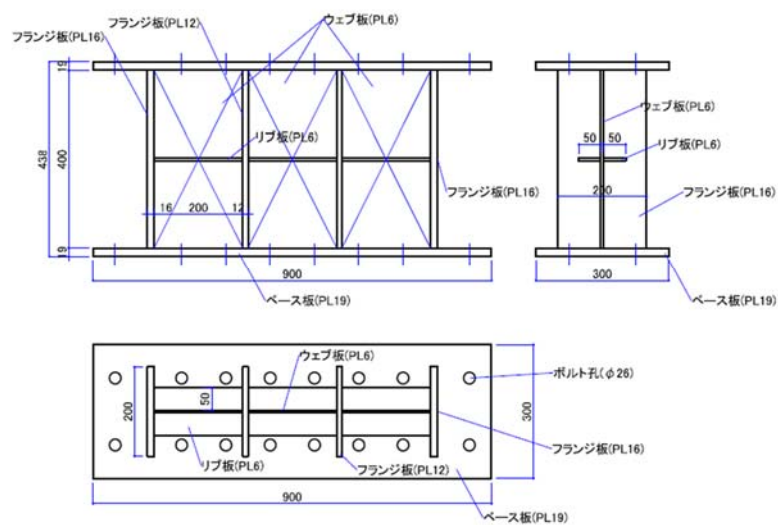 フランジ板(PL12)
ウェブ板(PL6)
フランジ板(PL16)
19
438
400
19
リブ板(PL6)
16
200
12
フランジ板(PL16)
900
ベース板(PL19)
ウェブ板(PL6)
50
50
リブ板(PL6)
200
フランジ板(PL16)
300
ベース板(PL19)
ウェブ板(PL6)
ボルト孔(φ26)
200
50
300
フランジ板(PL16)
リブ板(PL6)
フランジ板(PL12)
900
ベース板(PL19)